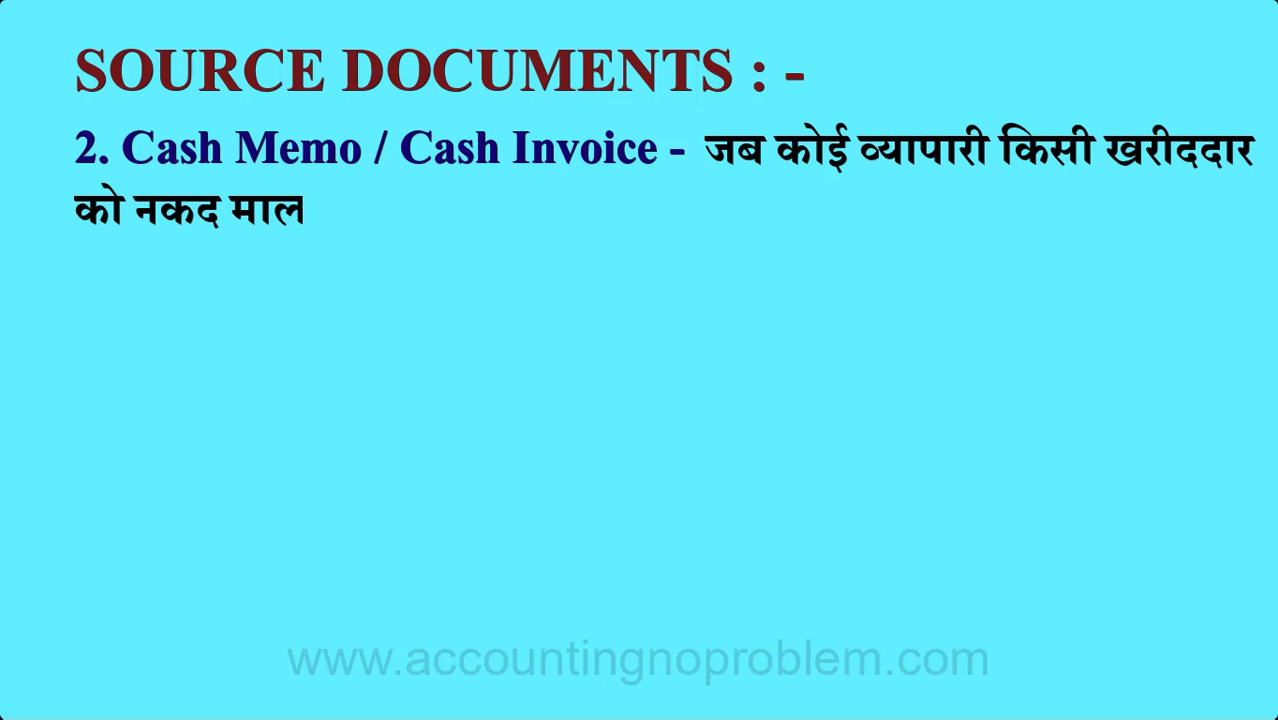 SOURCE DOCUMENTS : -
2. Cash Memo / Cash Invoice - जब कोई व्यापारी किसी खरीददार
को नकद माल
www.accountingnoproblem.com